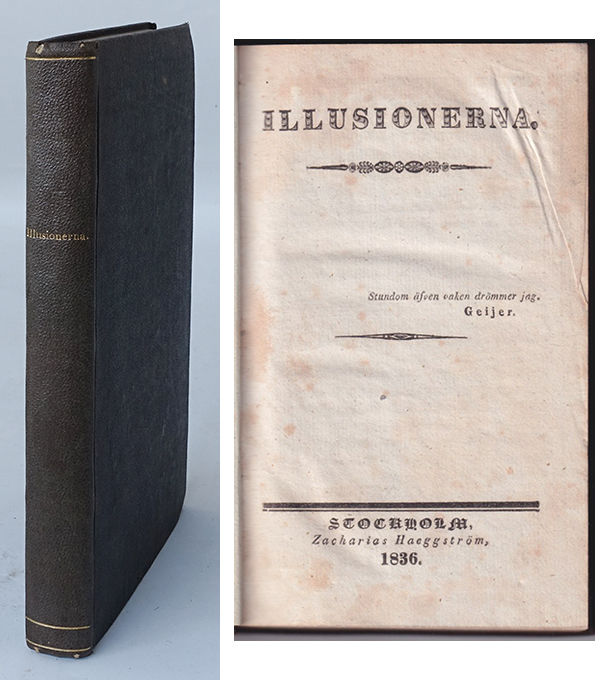 Illusionerna.
ILLUSIONERNA.
Stundom äfven vaken drömmer jag.
Geijer.
STOCKHOLM,
Zacharias Haeggström,
1836.